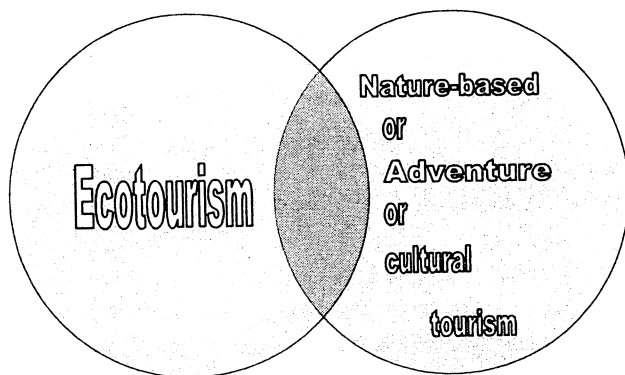 Ecotourism
Nature-based
or
Adventure
or
cultural
tourism